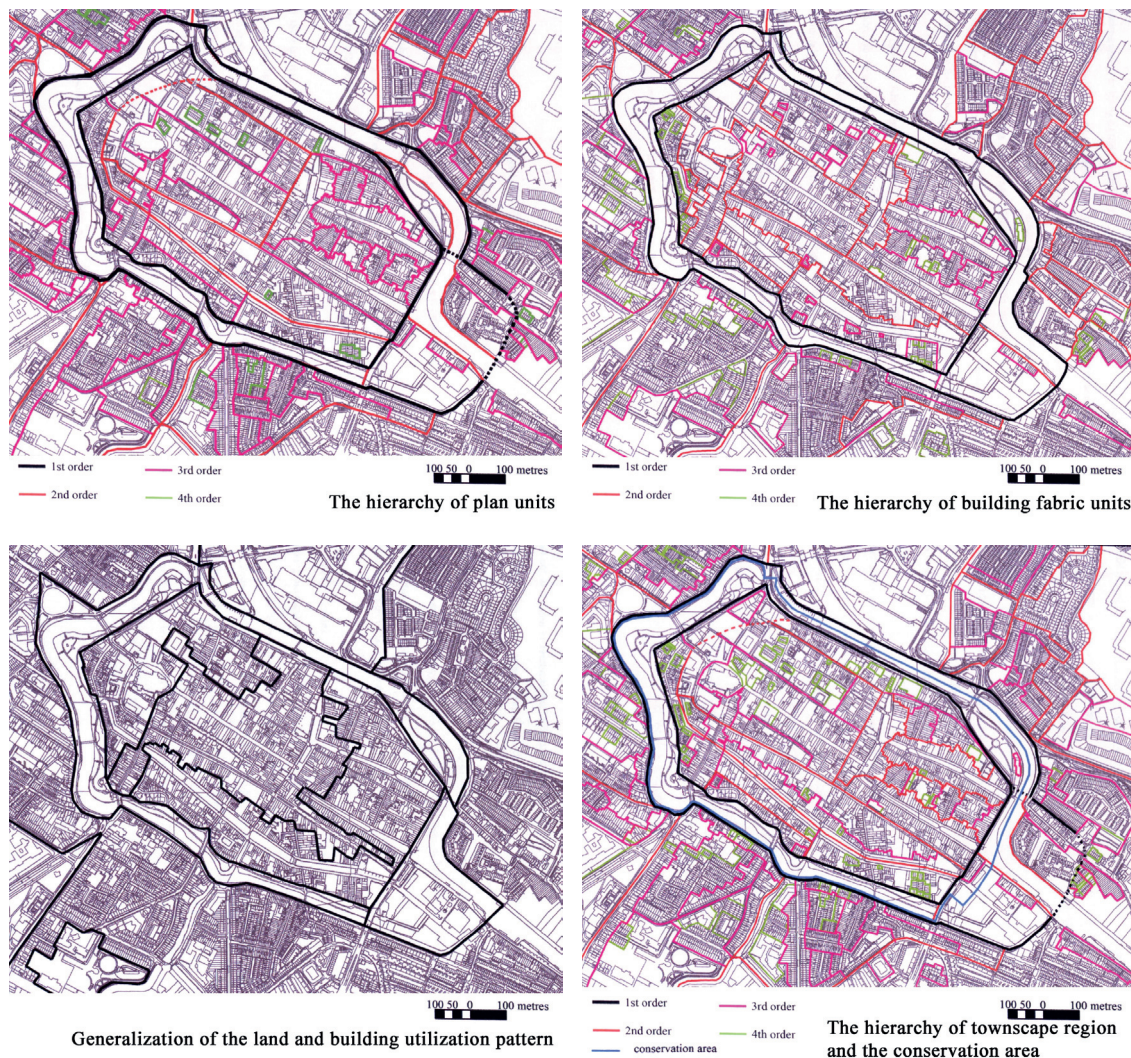 1st order
3rd order
2nd order
4th order
100 50 0 100 metres
The hierarchy of plan units
1st order
3rd order
2nd order
4th order
100 50 0 100 metres
The hierarchy of building fabric units
100 50 0 100 metres
Generalization of the land and building utilization pattern
1st order
3rd order
2nd order
4th order
conservation area
100 50 0 100 metres
The hierarchy of townscape region
and the conservation area